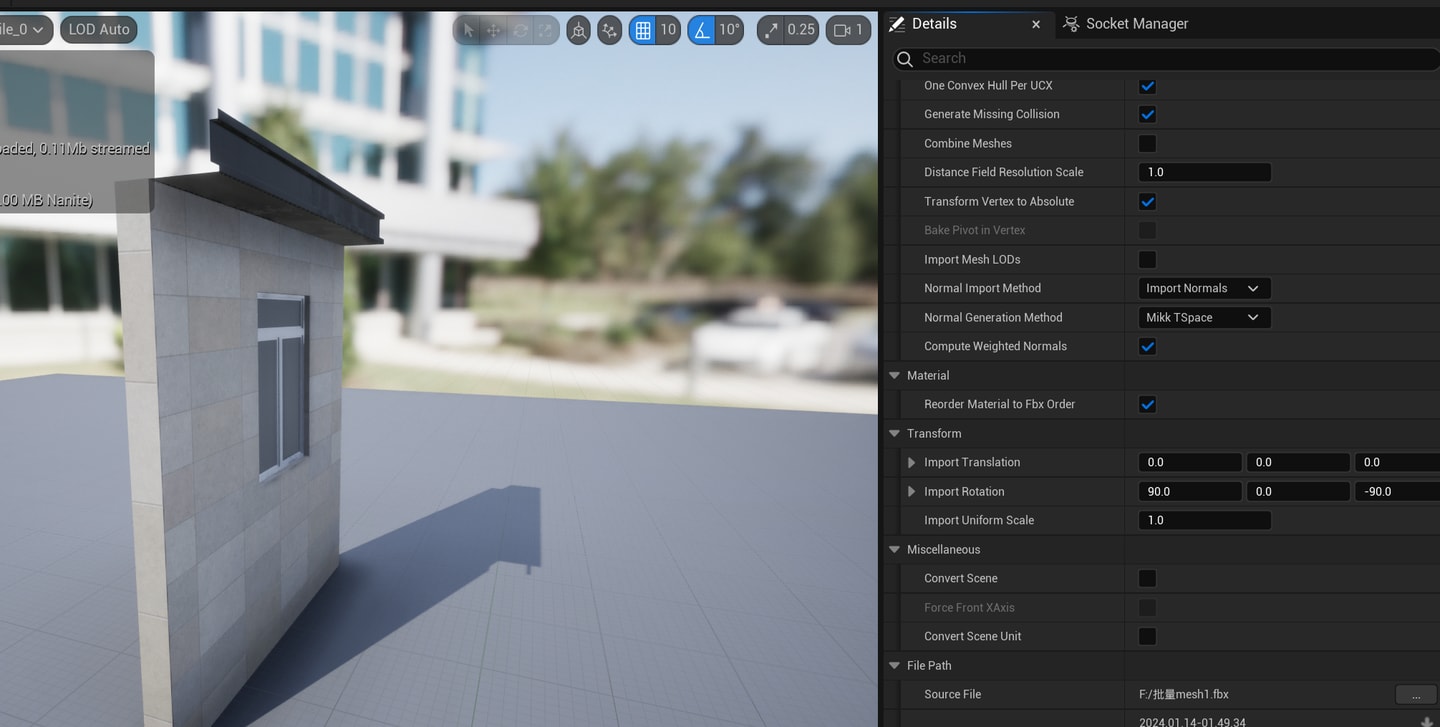 LOD Auto
10
10°
0.25
1
aded, 0.11Mb streamed
00 MB Nanite)
Details
Socket Manager
Search
One Convex Hull Per UCX
Generate Missing Collision
Combine Meshes
Distance Field Resolution Scale 1.0
Transform Vertex to Absolute
Bake Pivot in Vertex
Import Mesh LODs
Normal Import Method Import Normals
Normal Generation Method Mikk TSpace
Compute Weighted Normals
Material
Reorder Material to Fbx Order
Transform
Import Translation 0.0 0.0 0.0
Import Rotation 90.0 0.0 -90.0
Import Uniform Scale 1.0
Miscellaneous
Convert Scene
Force Front XAxis
Convert Scene Unit
File Path
Source File F:/批量mesh1.fbx ...
2024.01.14-01.49.34